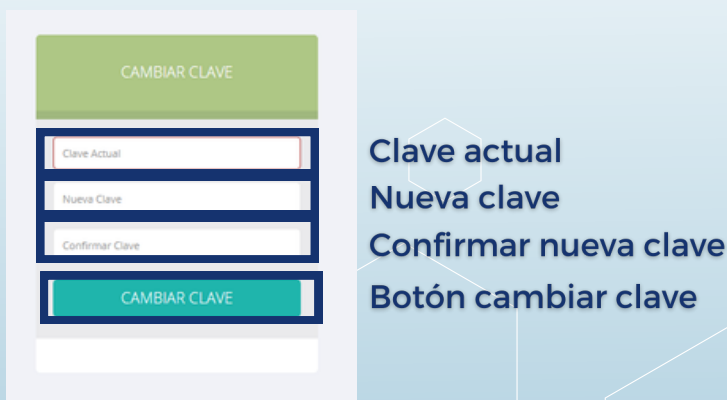 CAMBIAR CLAVE
Clave Actual
Clave actual
Nueva Clave
Nueva clave
Confirmar Clave
Confirmar nueva clave
CAMBIAR CLAVE
Botón cambiar clave